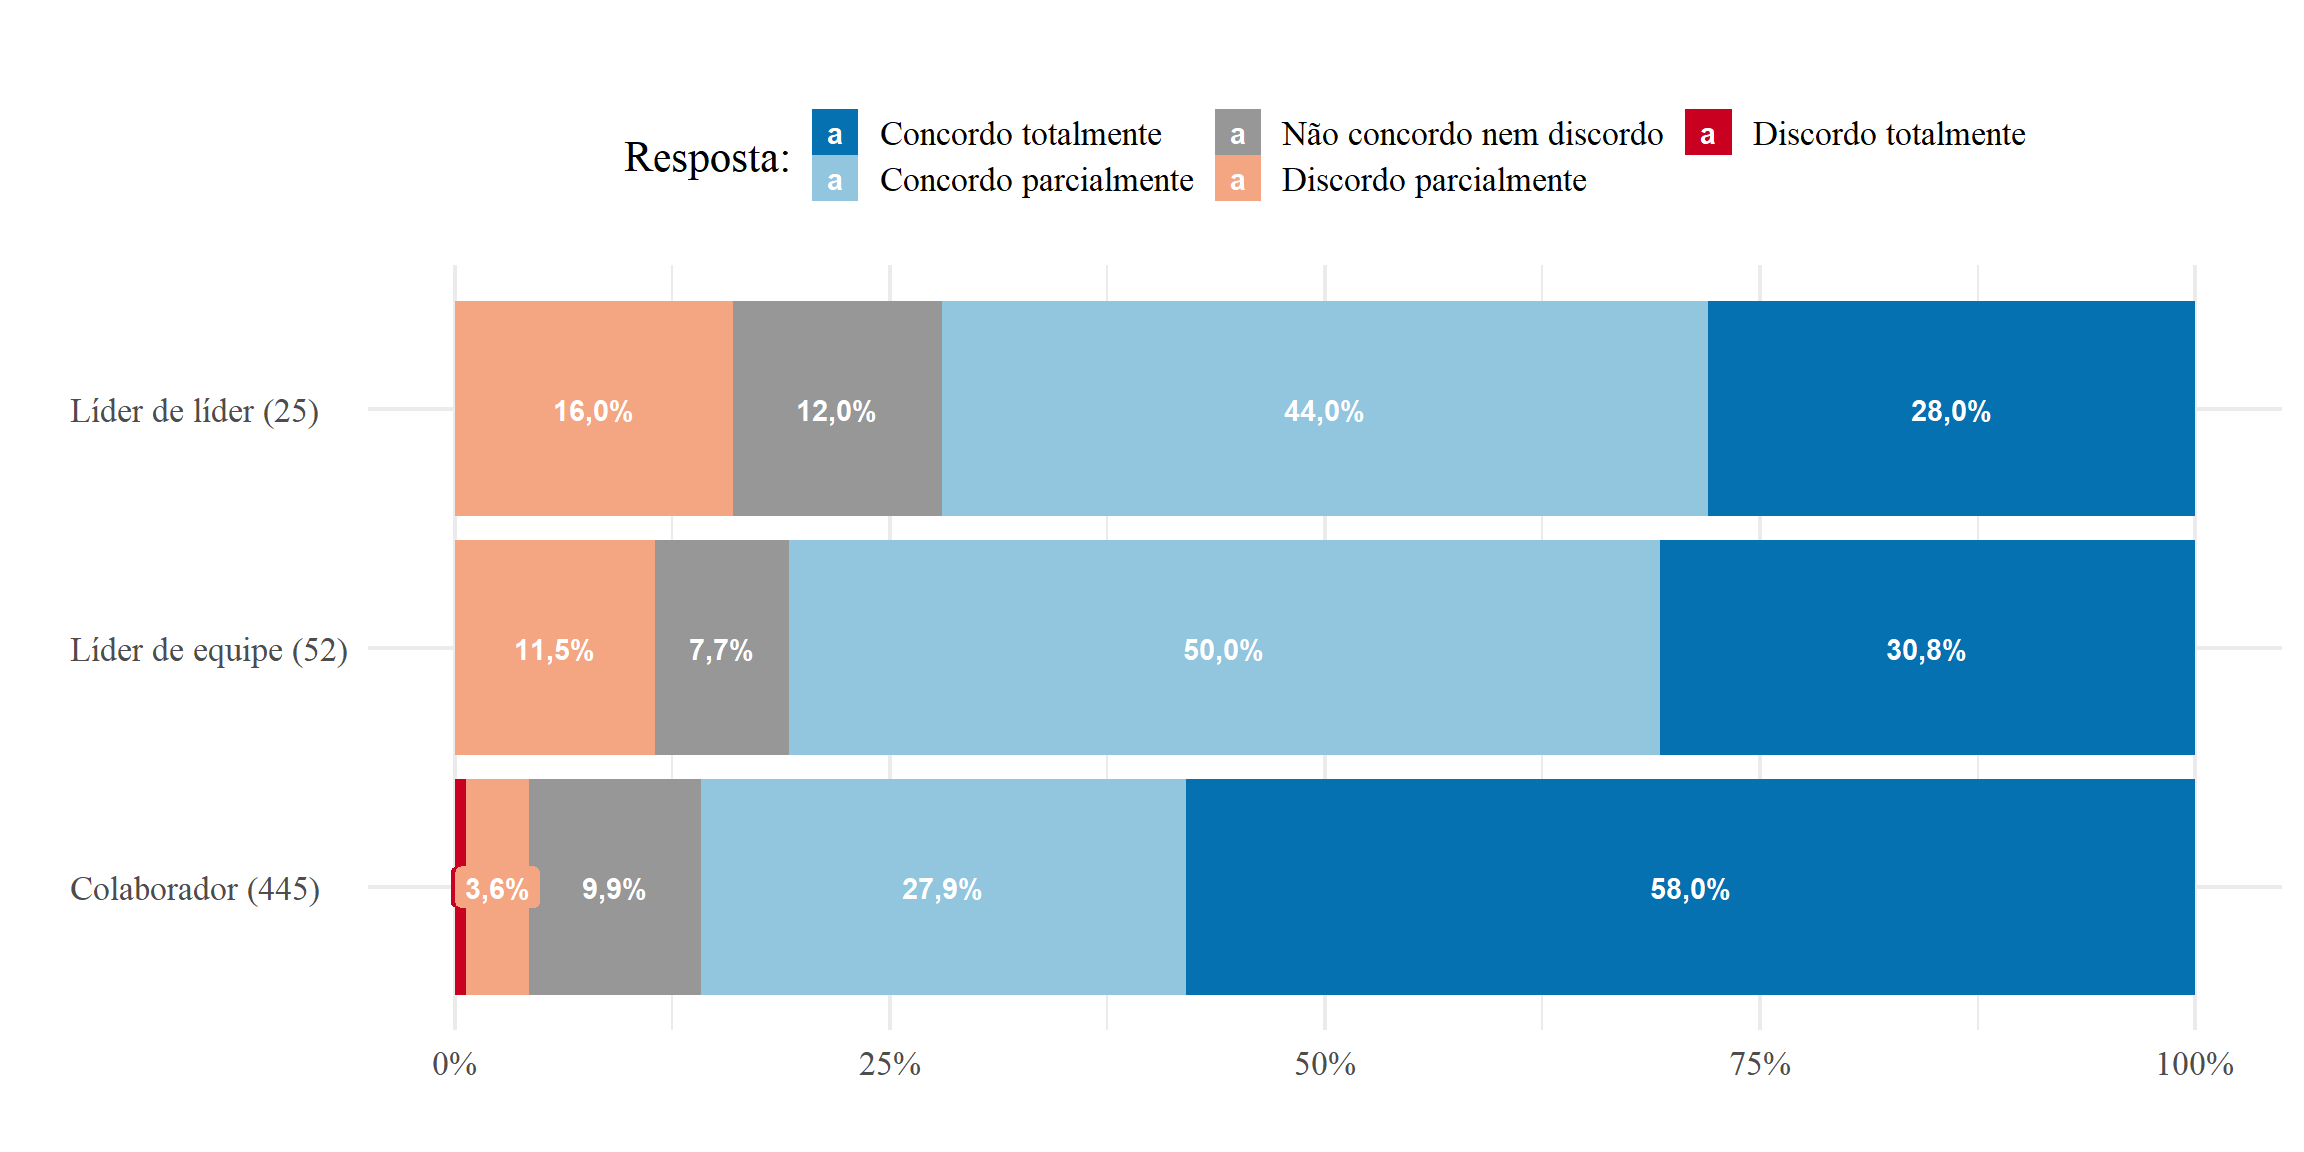 Resposta:
a Concordo totalmente
a Concordo parcialmente
a Não concordo nem discordo
a Discordo parcialmente
a Discordo totalmente
Líder de líder (25)
16,0% 12,0% 44,0% 28,0%
Líder de equipe (52)
11,5% 7,7% 50,0% 30,8%
Colaborador (445)
3,6% 9,9% 27,9% 58,0%
0% 25% 50% 75% 100%